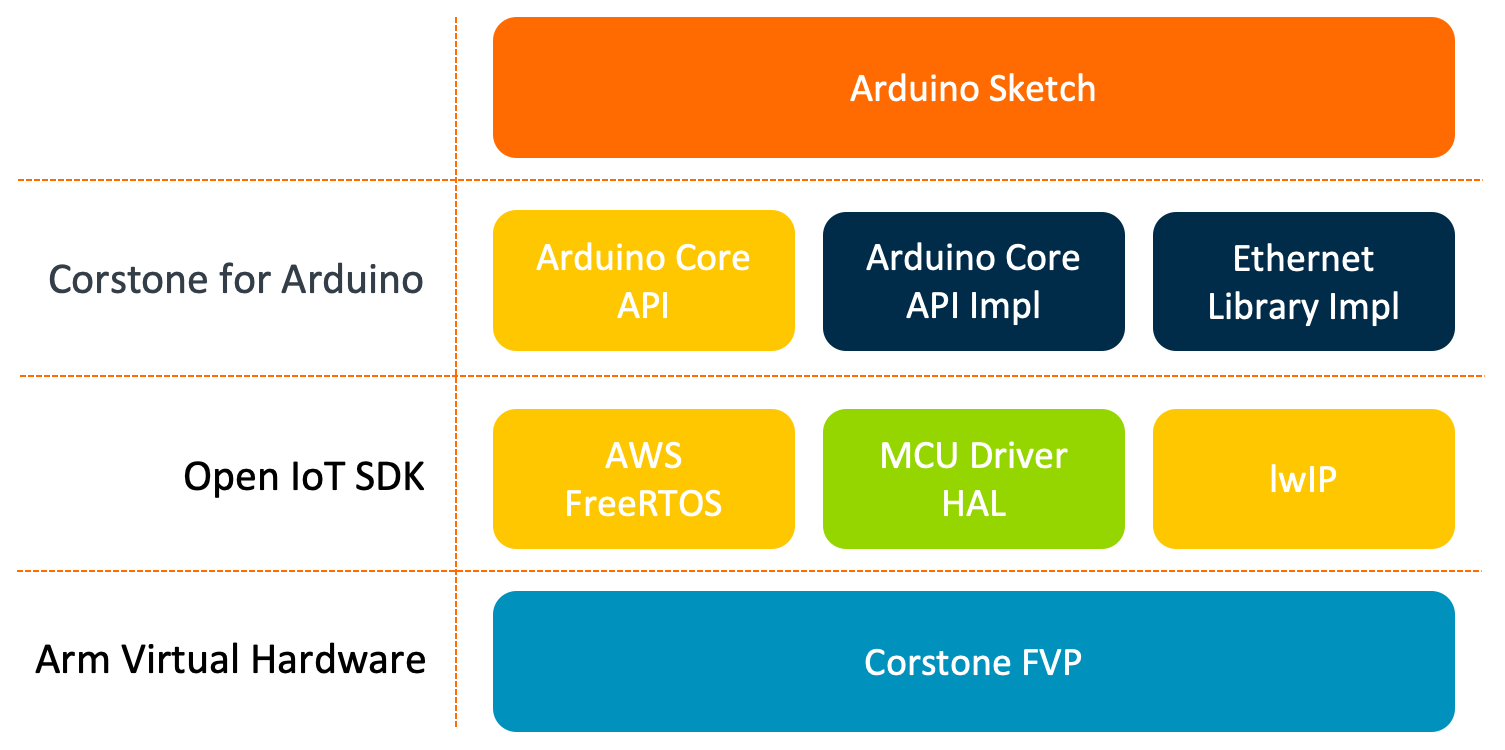 Arduino Sketch
Corstone for Arduino
Arduino Core
API
Arduino Core
API Impl
Ethernet
Library Impl
Open IoT SDK
AWS
FreeRTOS
MCU Driver
HAL
lwIP
Arm Virtual Hardware
Corstone FVP